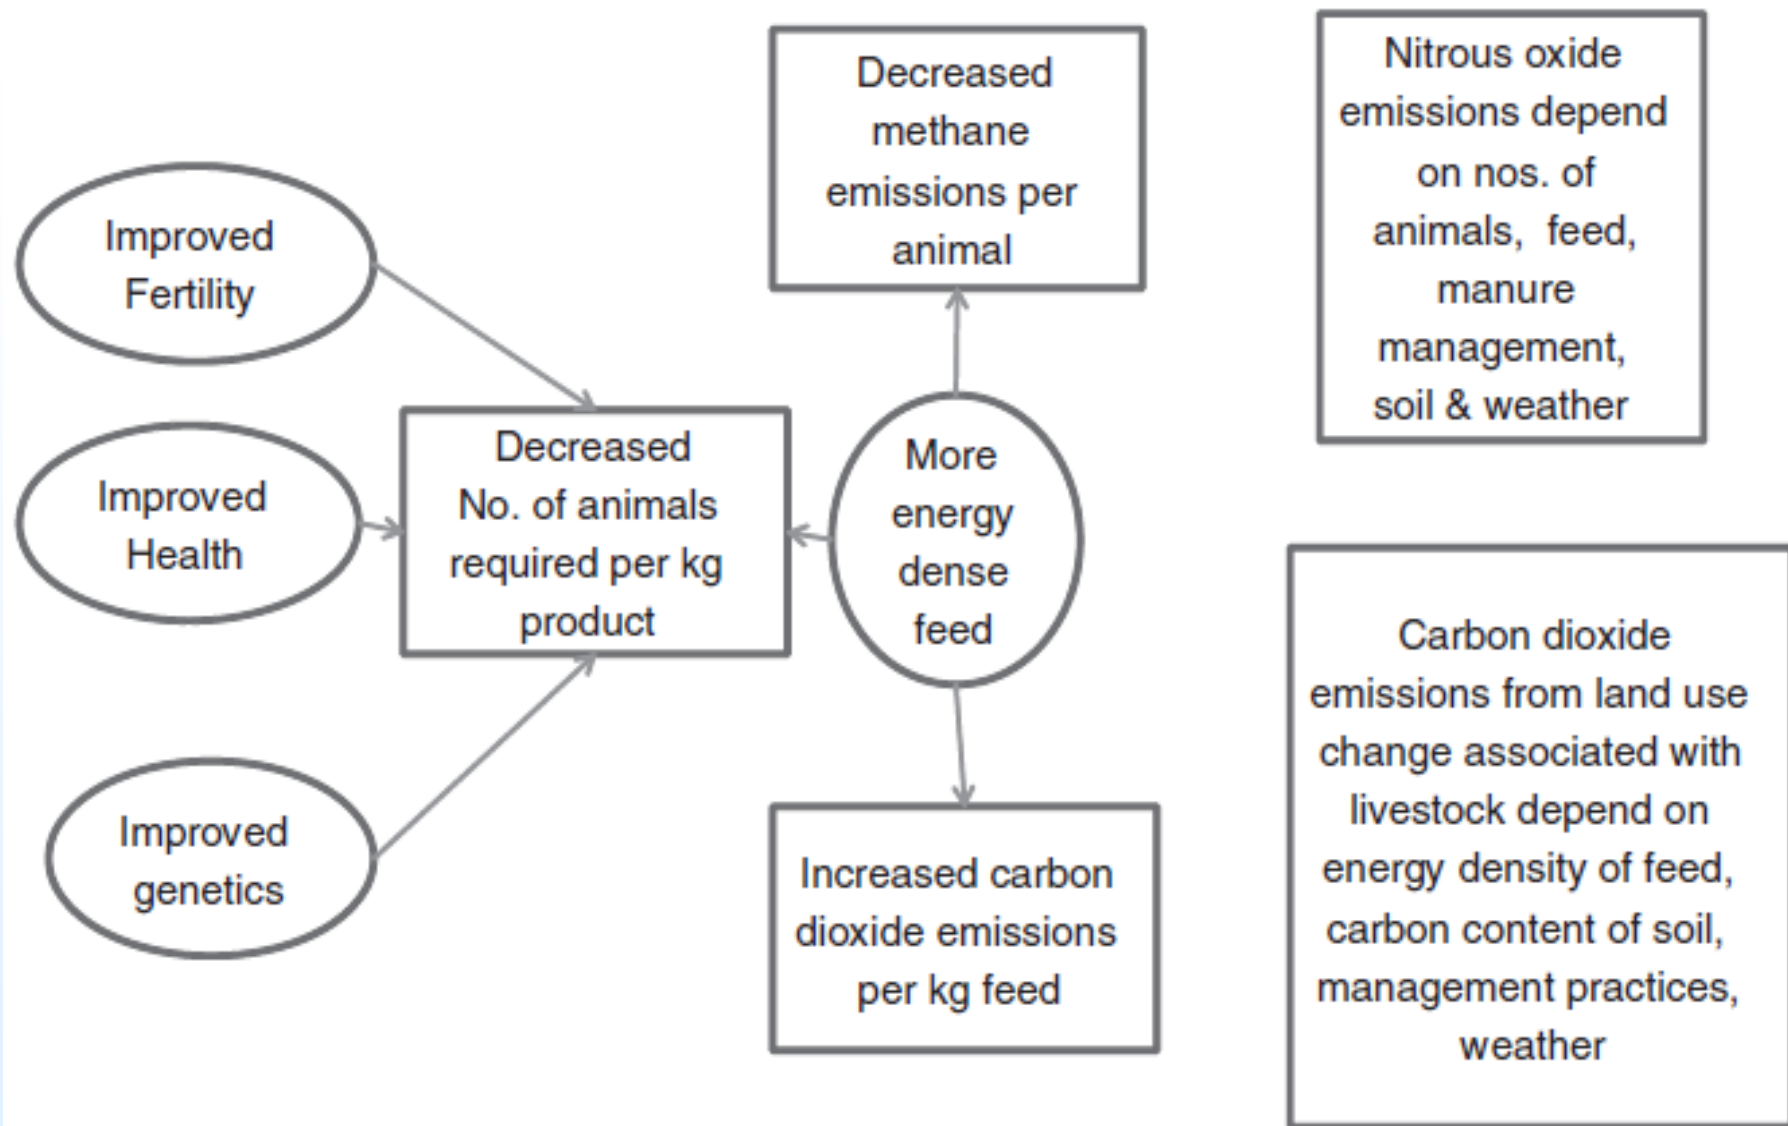 Improved
Fertility
Improved
Health
Improved
genetics
Decreased
No. of animals
required per kg
product
Decreased
methane
emissions per
animal
More
energy
dense
feed
Increased carbon
dioxide emissions
per kg feed
Nitrous oxide
emissions depend
on nos. of
animals, feed,
manure
management,
soil & weather
Carbon dioxide
emissions from land use
change associated with
livestock depend on
energy density of feed,
carbon content of soil,
management practices,
weather